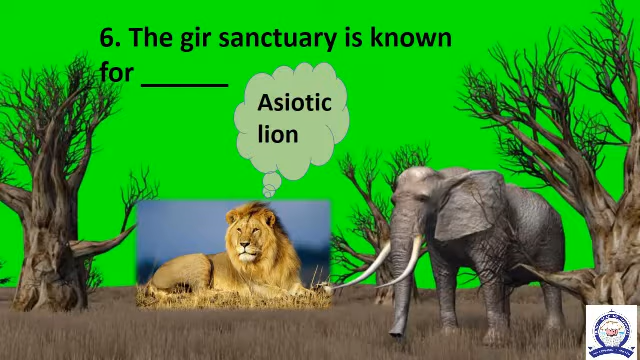 6. The gir sanctuary is known
for ______
Asiotic
lion